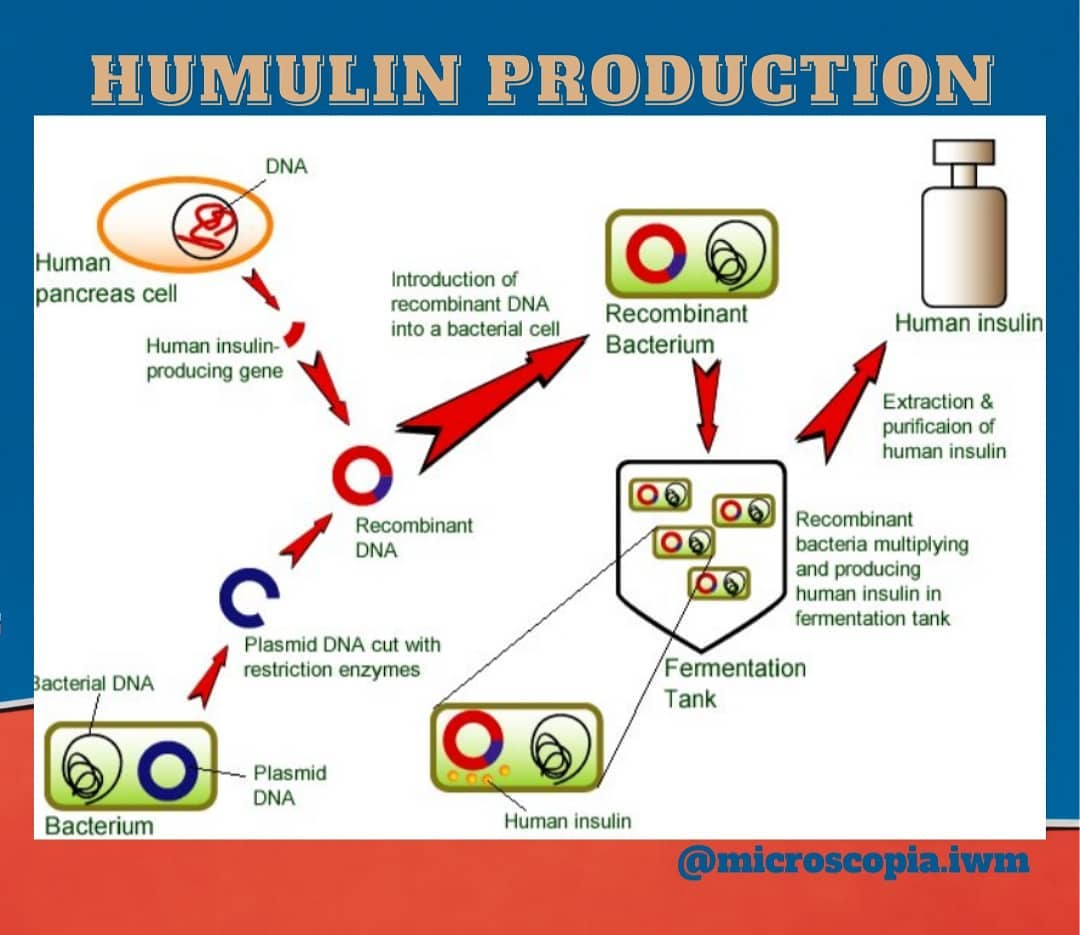 HUMULIN PRODUCTION
DNA
Human
pancreas cell
Human insulin-
producing gene
Introduction of
recombinant DNA
into a bacterial cell
Recombinant
Bacterium
Human insulin
Extraction &
purificaion of
human insulin
Recombinant
DNA
Recombinant
bacteria multiplying
and producing
human insulin in
fermentation tank
Plasmid DNA cut with
restriction enzymes
Fermentation
Tank
Bacterial DNA
Plasmid
DNA
Bacterium
Human insulin
@microscopia.iwm